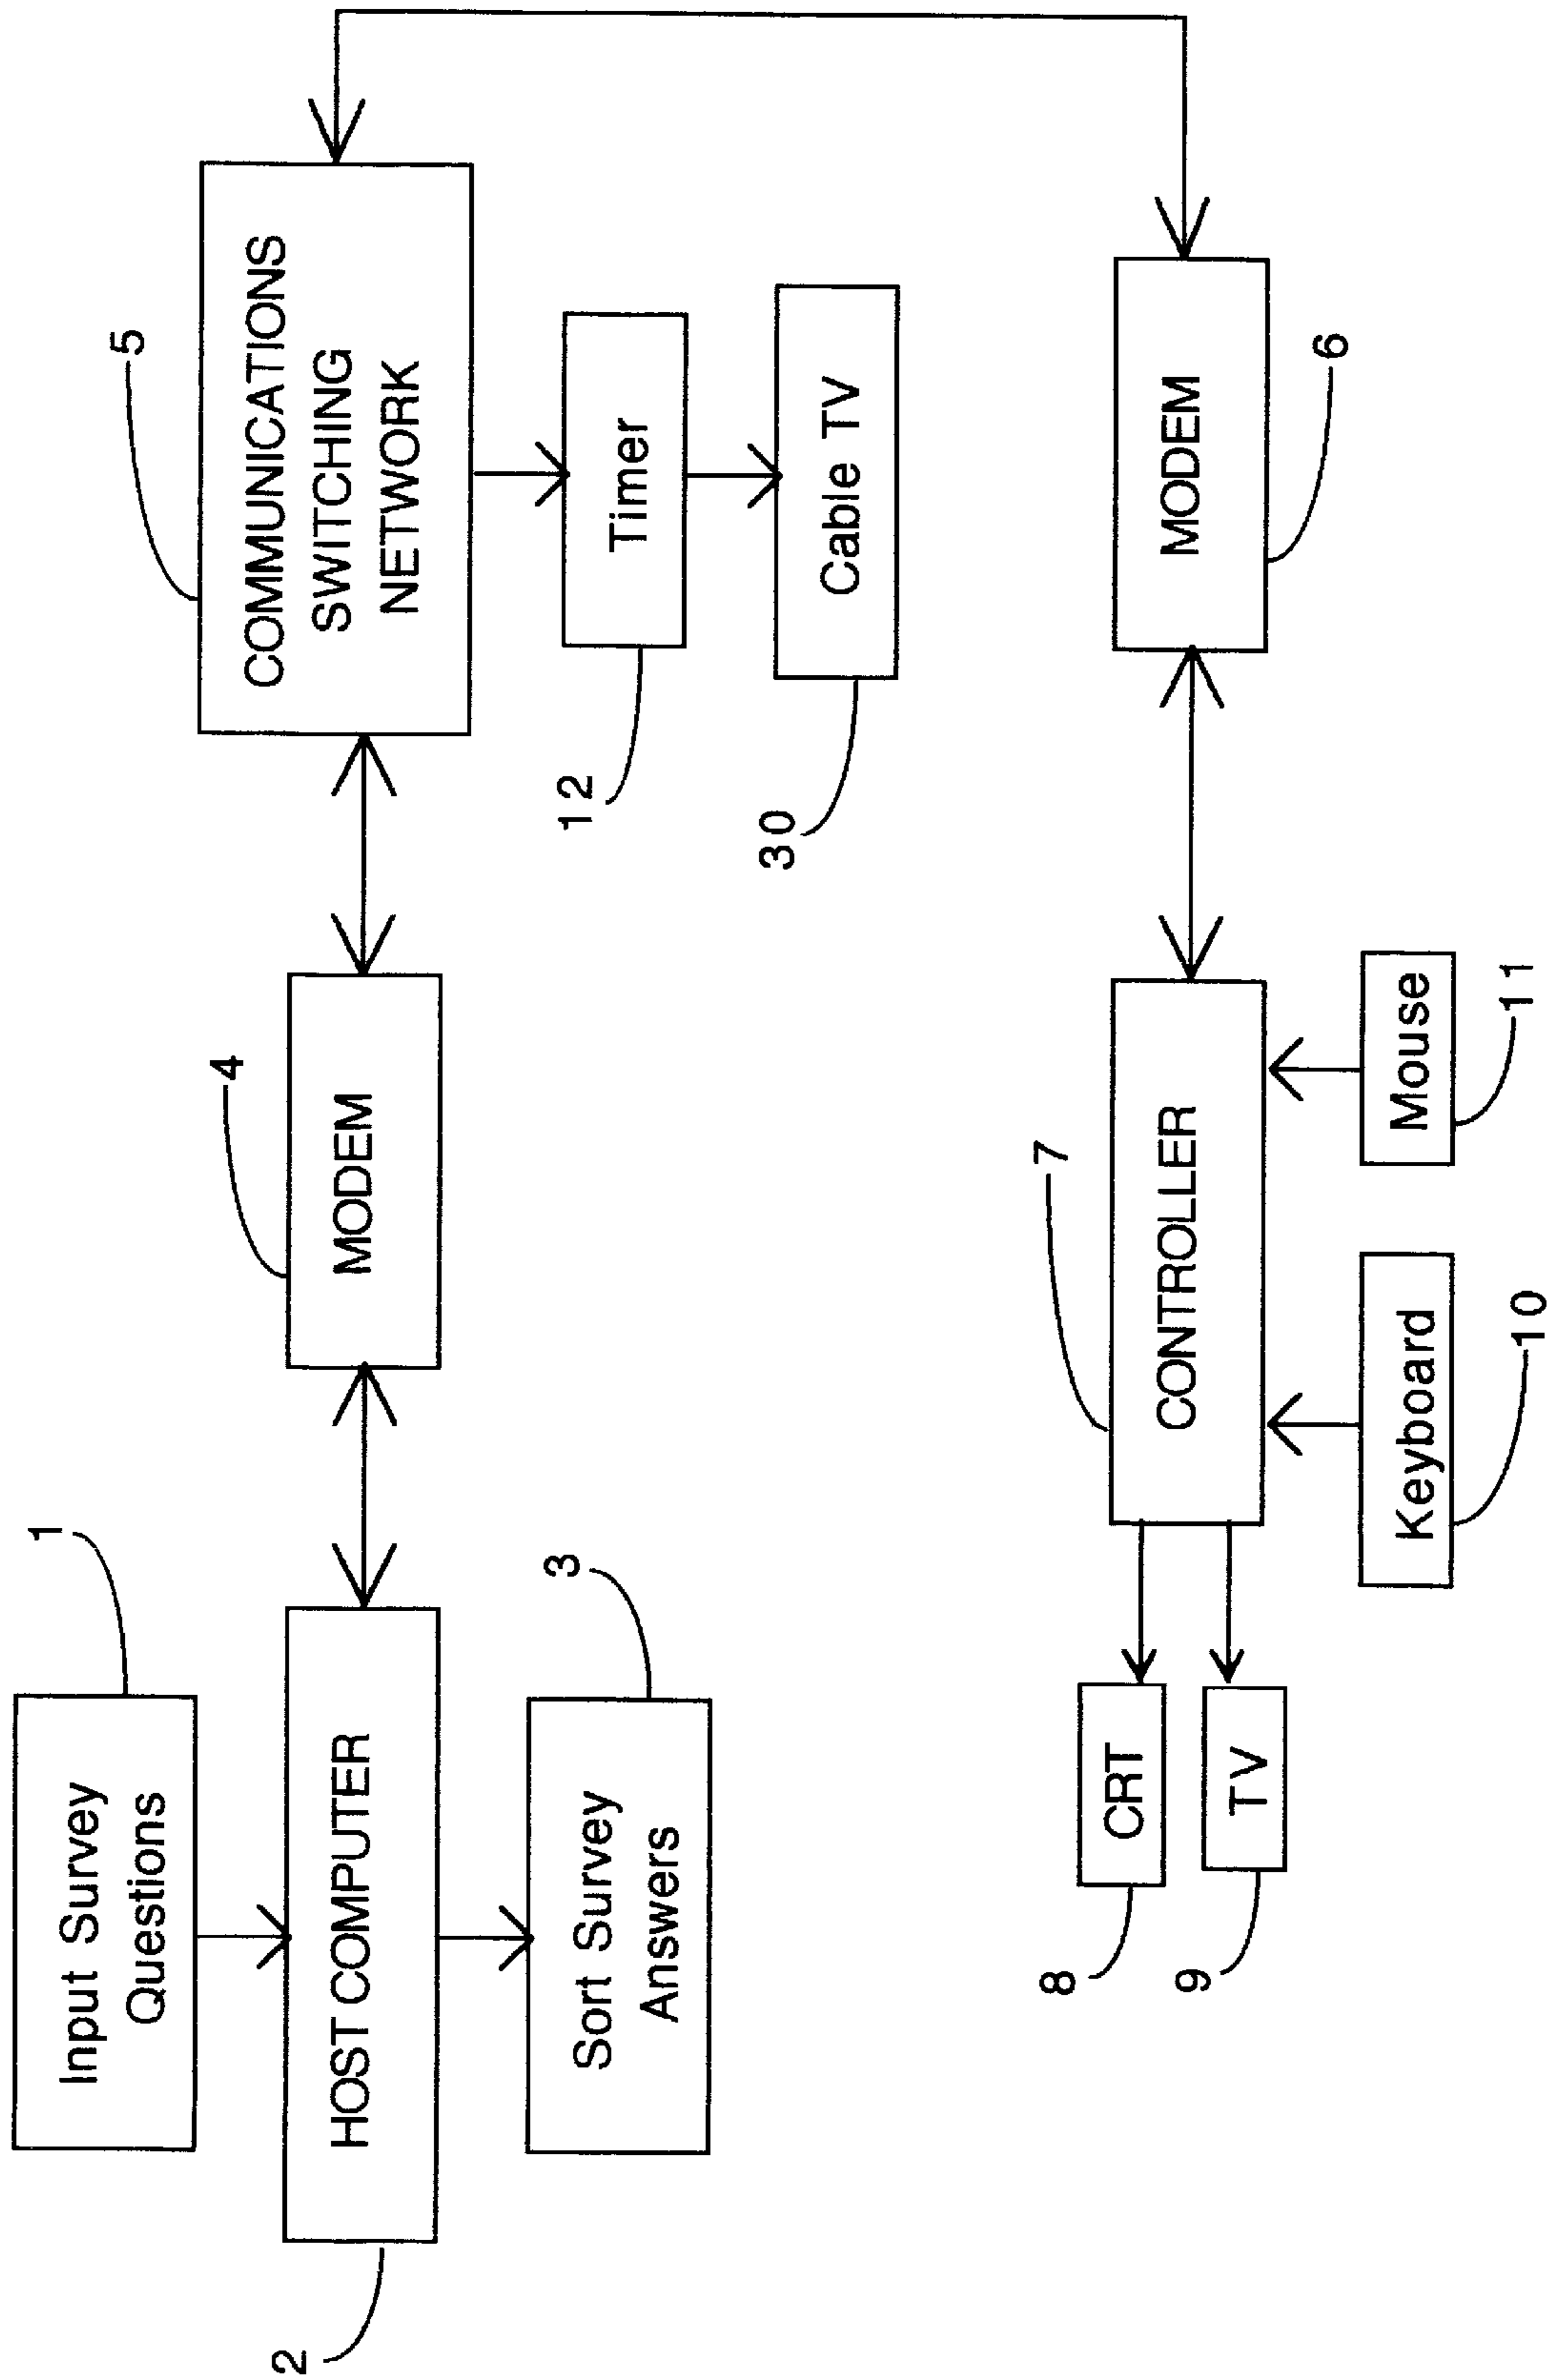 1
Input Survey
Questions
2
HOST COMPUTER
3
Sort Survey
Answers
4
MODEM
5
COMMUNICATIONS
SWITCHING
NETWORK
12
Timer
30
Cable TV
6
MODEM
7
CONTROLLER
8
CRT
9
TV
Keyboard
10
Mouse
11